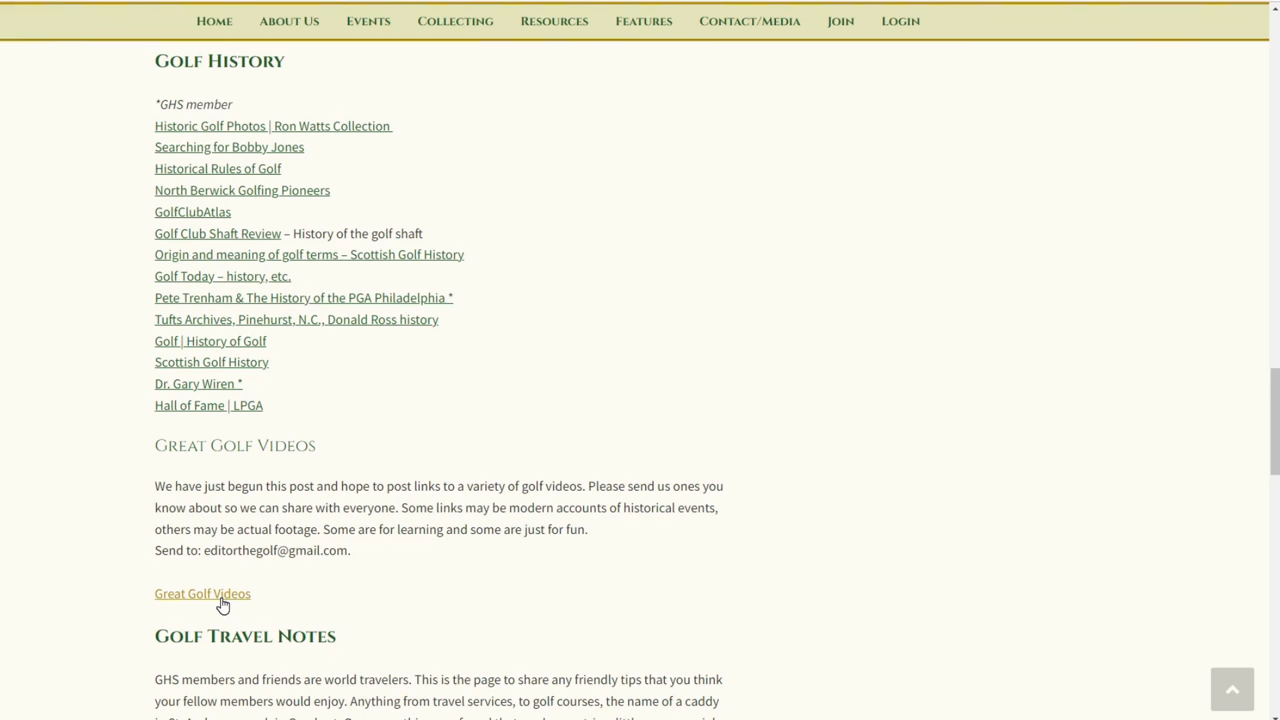 Home About Us Events Collecting Resources Features Contact/Media Join Login
Golf History
*GHS member
Historic Golf Photos | Ron Watts Collection
Searching for Bobby Jones
Historical Rules of Golf
North Berwick Golfing Pioneers
GolfClubAtlas
Golf Club Shaft Review – History of the golf shaft
Origin and meaning of golf terms – Scottish Golf History
Golf Today – history, etc.
Pete Trenham & The History of the PGA Philadelphia *
Tufts Archives, Pinehurst, N.C., Donald Ross history
Golf | History of Golf
Scottish Golf History
Dr. Gary Wiren *
Hall of Fame | LPGA
Great Golf Videos
We have just begun this post and hope to post links to a variety of golf videos. Please send us ones you
know about so we can share with everyone. Some links may be modern accounts of historical events,
others may be actual footage. Some are for learning and some are just for fun.
Send to: editorthegolf@gmail.com.
Great Golf Videos
Golf Travel Notes
GHS members and friends are world travelers. This is the page to share any friendly tips that you think
your fellow members would enjoy. Anything from travel services, to golf courses, the name of a caddy